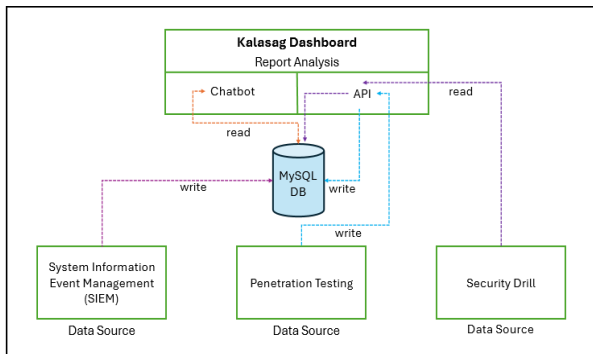 Kalasag Dashboard
Report Analysis
Chatbot
API
read
read
MySQL
DB
write
write
write
System Information
Event Management
(SIEM)
Penetration Testing
Security Drill
Data Source
Data Source
Data Source